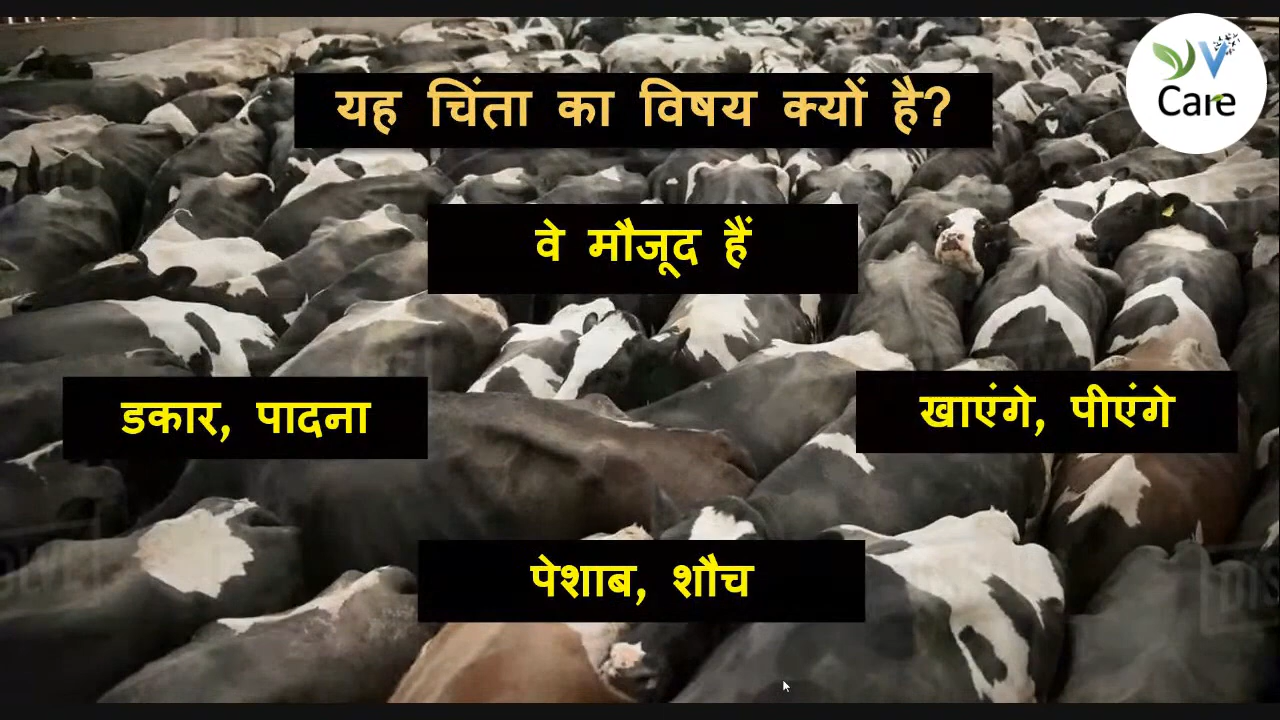 यह चिंता का विषय क्यों है?
V
Care
वे मौजूद हैं
डकार, पादना
खाएंगे, पीएंगे
पेशाब, शौच